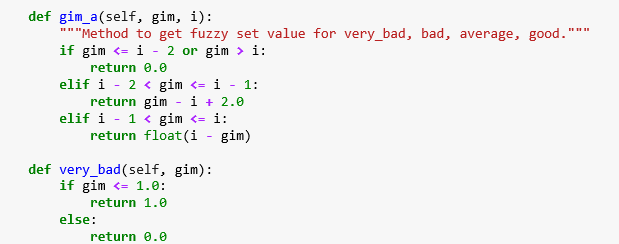 def gim_a(self, gim, i):
    """Method to get fuzzy set value for very_bad, bad, average, good."""
    if gim <= i - 2 or gim > i:
        return 0.0
    elif i - 2 < gim <= i - 1:
        return gim - i + 2.0
    elif i - 1 < gim <= i:
        return float(i - gim)

def very_bad(self, gim):
    if gim <= 1.0:
        return 1.0
    else:
        return 0.0